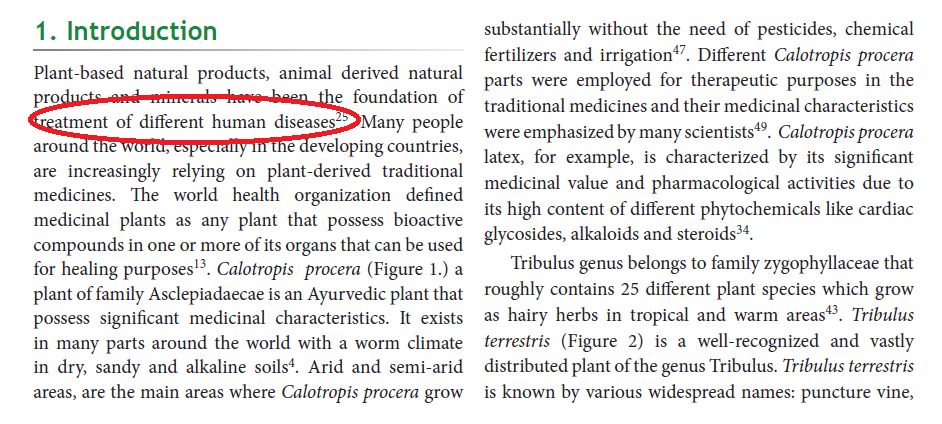 1. Introduction
Plant-based natural products, animal derived natural
products and minerals have been the foundation of
treatment of different human diseases25. Many people
around the world, especially in the developing countries,
are increasingly relying on plant-derived traditional
medicines. The world health organization defined
medicinal plants as any plant that possess bioactive
compounds in one or more of its organs that can be used
for healing purposes13. Calotropis procera (Figure 1.) a
plant of family Asclepiadaecae is an Ayurvedic plant that
possess significant medicinal characteristics. It exists
in many parts around the world with a worm climate
in dry, sandy and alkaline soils4. Arid and semi-arid
areas, are the main areas where Calotropis procera grow
substantially without the need of pesticides, chemical
fertilizers and irrigation47. Different Calotropis procera
parts were employed for therapeutic purposes in the
traditional medicines and their medicinal characteristics
were emphasized by many scientists49. Calotropis procera
latex, for example, is characterized by its significant
medicinal value and pharmacological activities due to
its high content of different phytochemicals like cardiac
glycosides, alkaloids and steroids34.
Tribulus genus belongs to family zygophyllaceae that
roughly contains 25 different plant species which grow
as hairy herbs in tropical and warm areas43. Tribulus
terrestris (Figure 2) is a well-recognized and vastly
distributed plant of the genus Tribulus. Tribulus terrestris
is known by various widespread names: puncture vine,